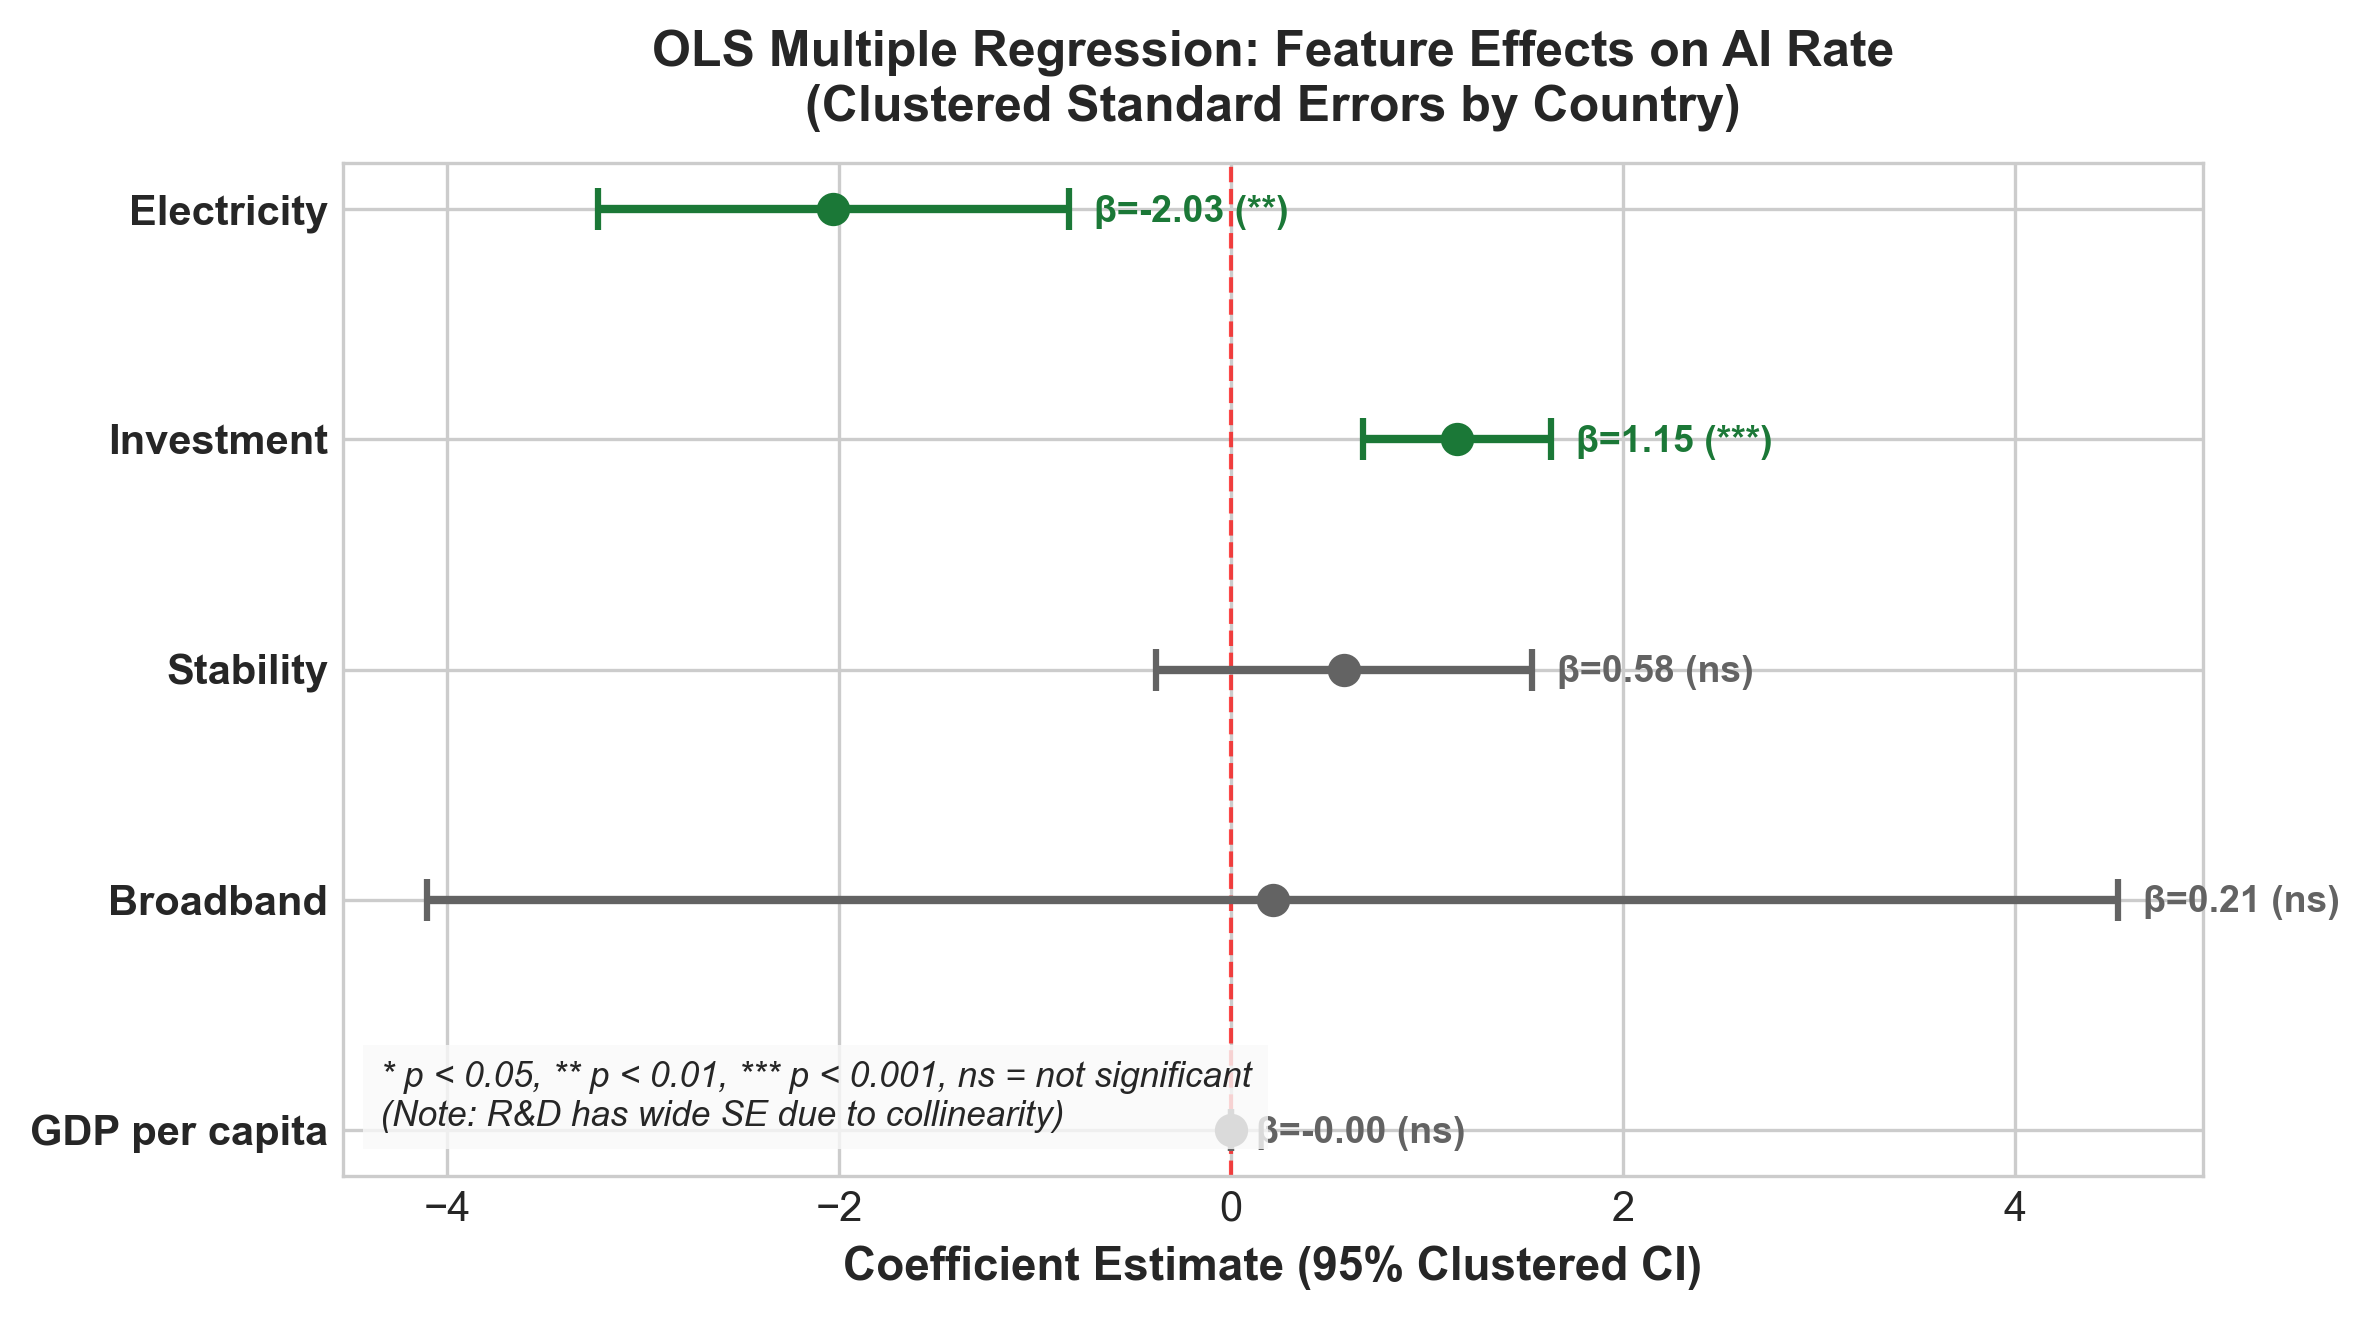 OLS Multiple Regression: Feature Effects on AI Rate
(Clustered Standard Errors by Country)
Electricity
β=-2.03 (**)
Investment
β=1.15 (***)
Stability
β=0.58 (ns)
Broadband
β=0.21 (ns)
* p < 0.05, ** p < 0.01, *** p < 0.001, ns = not significant
(Note: R&D has wide SE due to collinearity)
GDP per capita
β=-0.00 (ns)
−4 −2 0 2 4
Coefficient Estimate (95% Clustered CI)